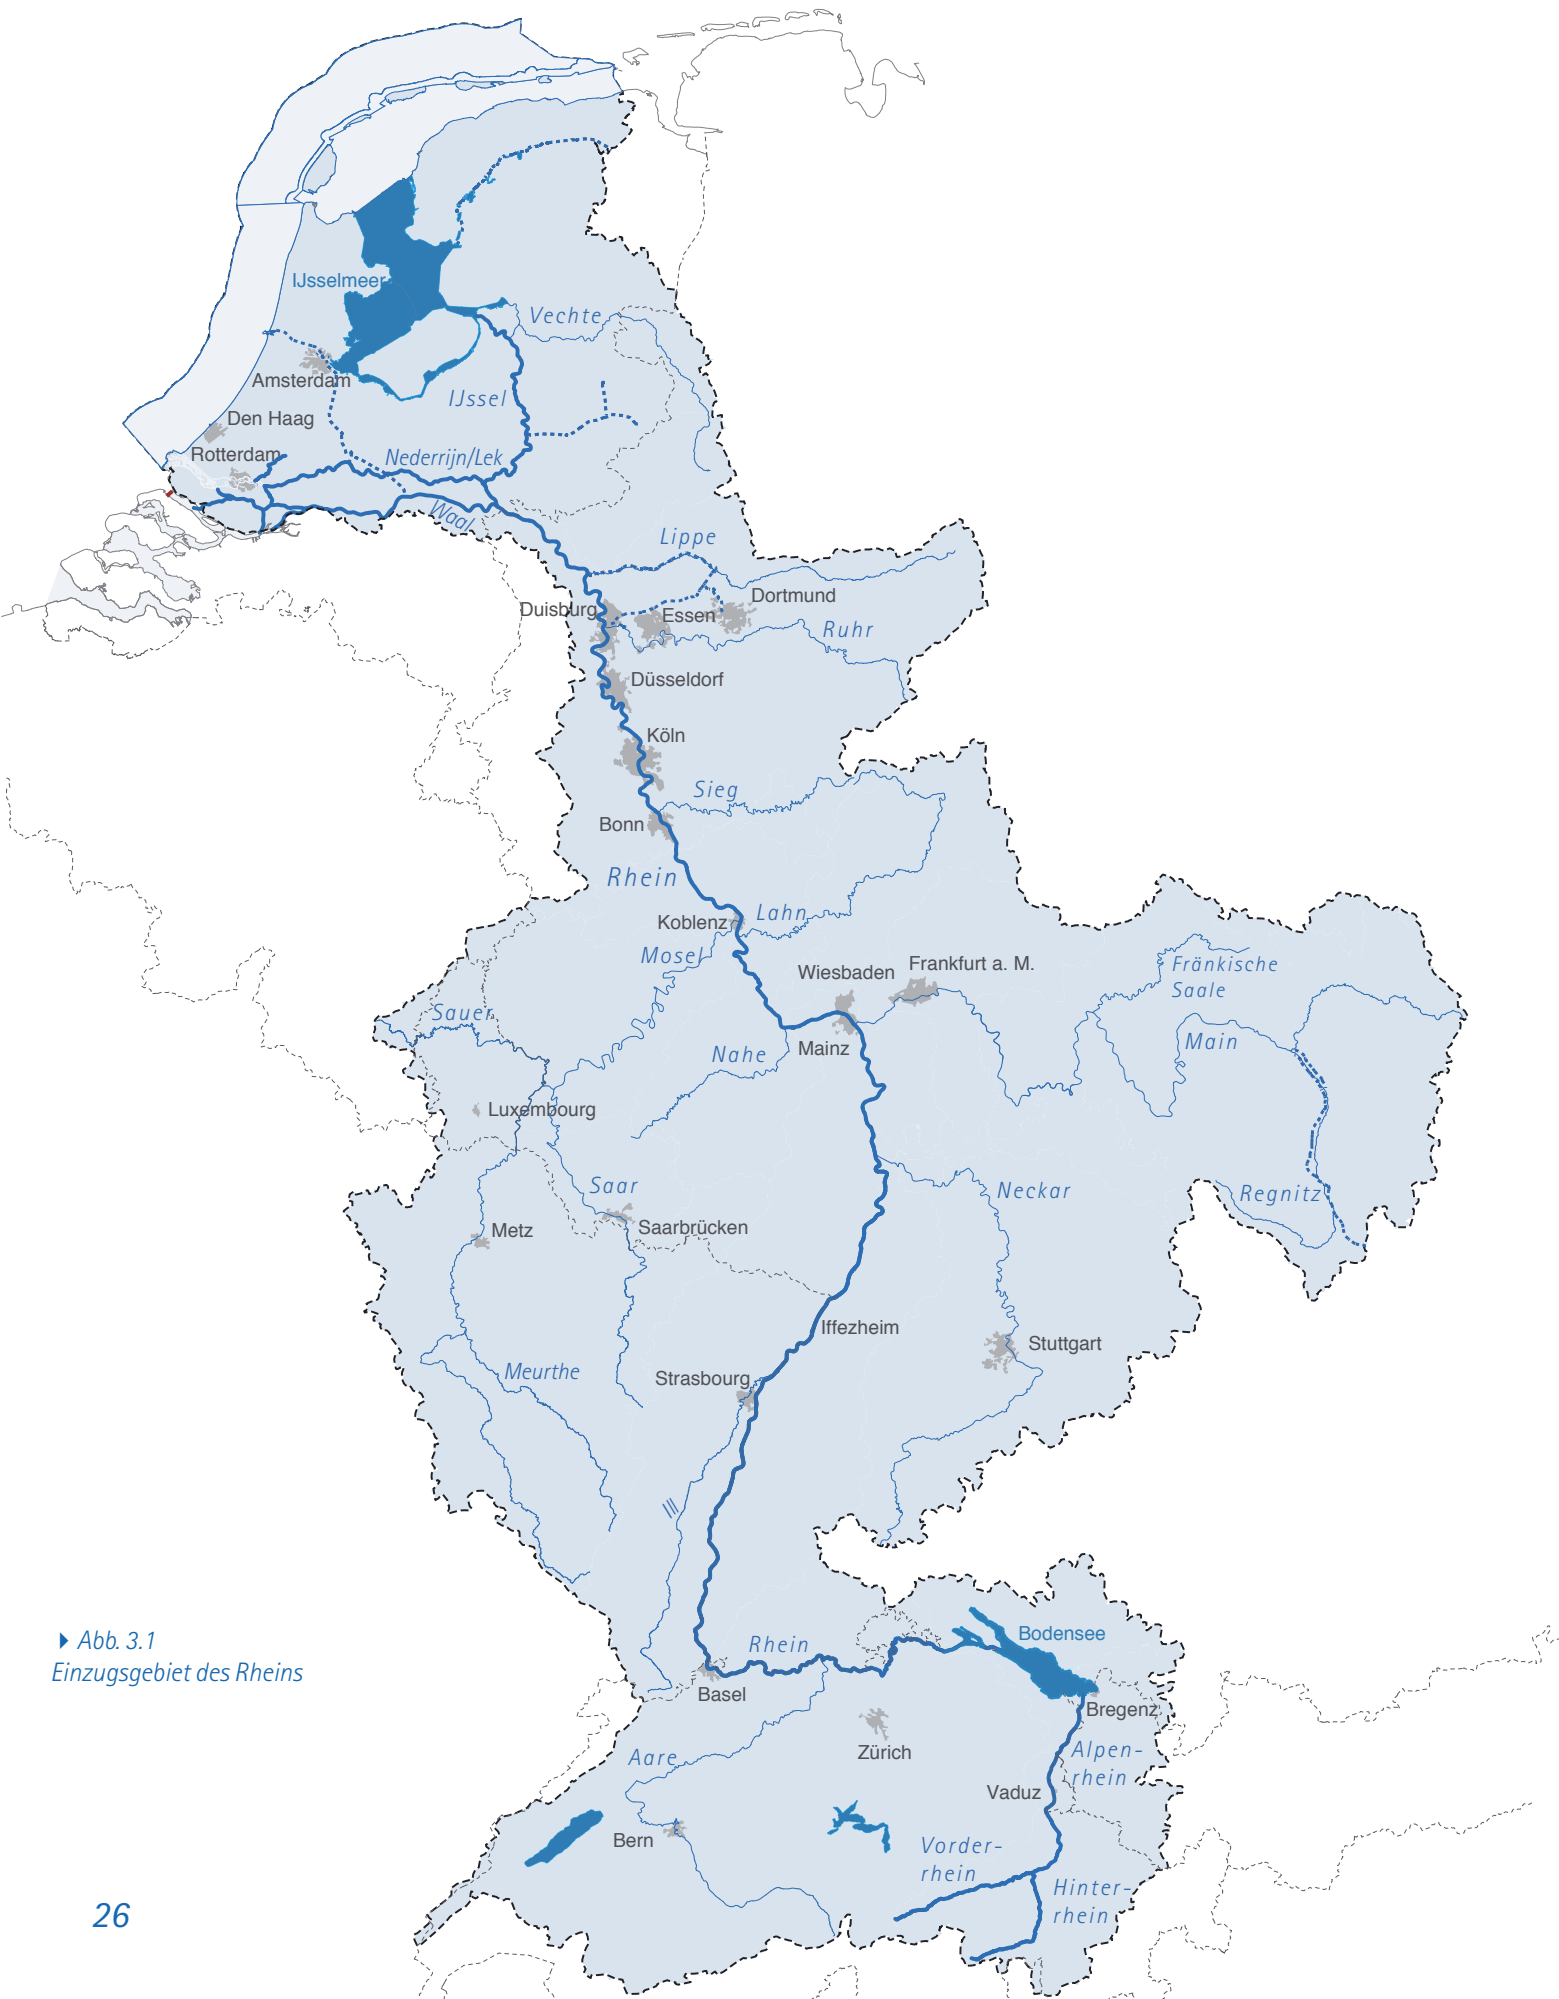 IJsselmeer
Vechte
Amsterdam
IJssel
Den Haag
Rotterdam
Nederrijn/Lek
Waal
Lippe
Duisburg
Essen
Dortmund
Ruhr
Düsseldorf
Köln
Sieg
Bonn
Rhein
Koblenz
Lahn
Mosel
Wiesbaden
Frankfurt a. M.
Fränkische
Saale
Sauer
Nahe
Mainz
Main
Luxembourg
Saar
Saarbrücken
Metz
Neckar
Regnitz
Iffezheim
Stuttgart
Meurthe
Strasbourg
Ill
Abb. 3.1
Einzugsgebiet des Rheins
Rhein
Bodensee
Basel
Bregenz
Aare
Zürich
Alpen-
rhein
Vaduz
Bern
Vorder-
rhein
Hinter-
rhein
26